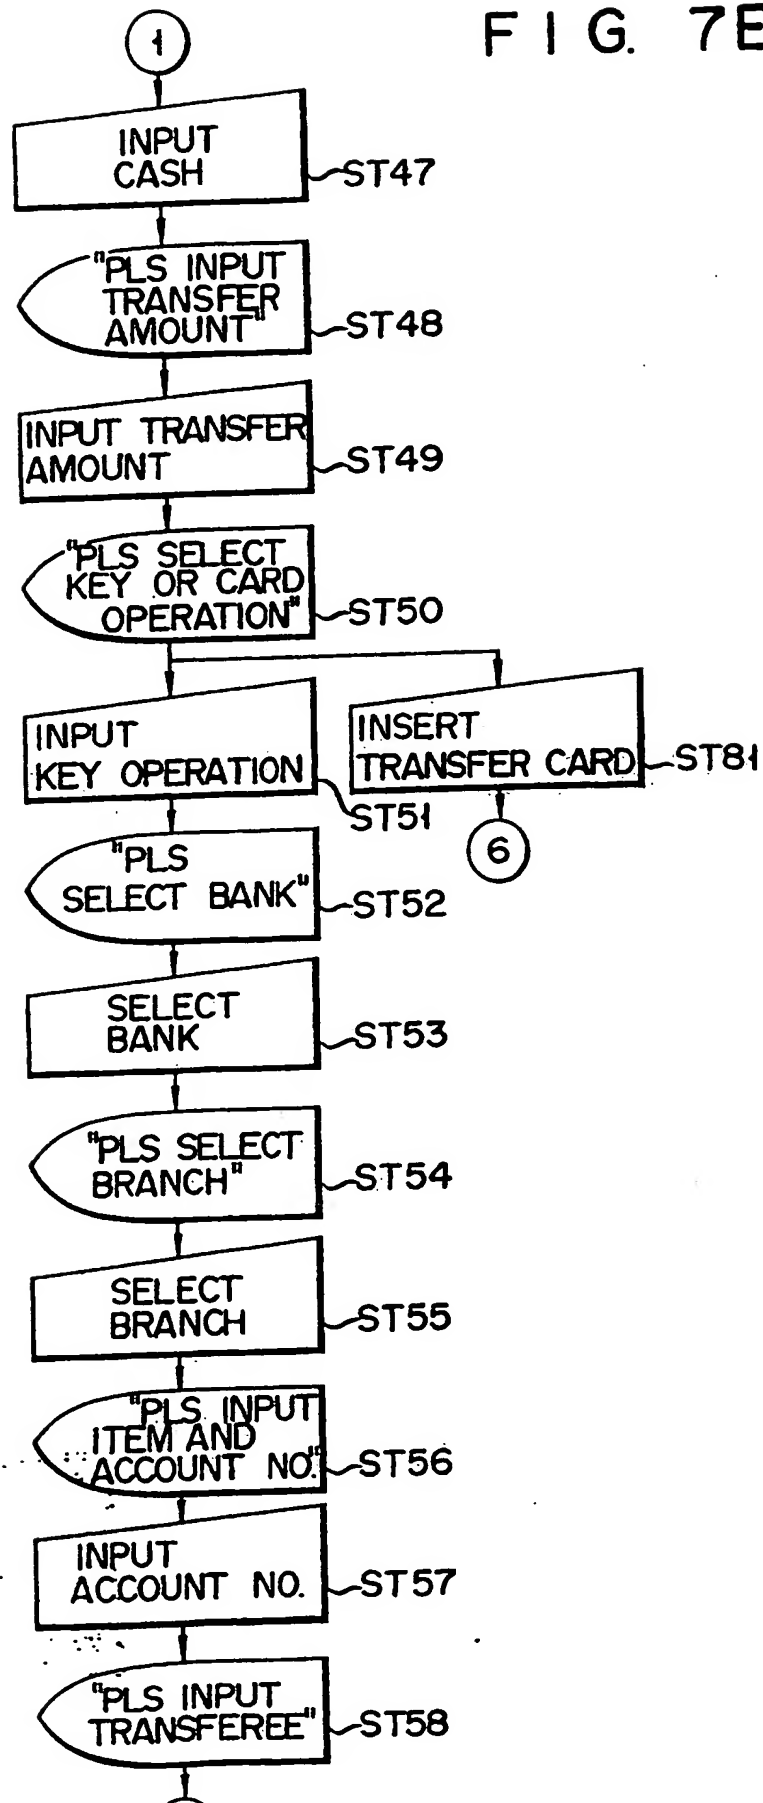 FIG. 7E
1
INPUT
CASH
ST47
"PLS INPUT
TRANSFER
AMOUNT"
ST48
INPUT TRANSFER
AMOUNT
ST49
"PLS SELECT
KEY OR CARD
OPERATION"
ST50
INPUT
KEY OPERATION
ST51
INSERT
TRANSFER CARD
ST81
6
"PLS
SELECT BANK"
ST52
SELECT
BANK
ST53
"PLS SELECT
BRANCH"
ST54
SELECT
BRANCH
ST55
"PLS INPUT
ITEM AND
ACCOUNT NO."
ST56
INPUT
ACCOUNT NO.
ST57
"PLS INPUT
TRANSFEREE"
ST58